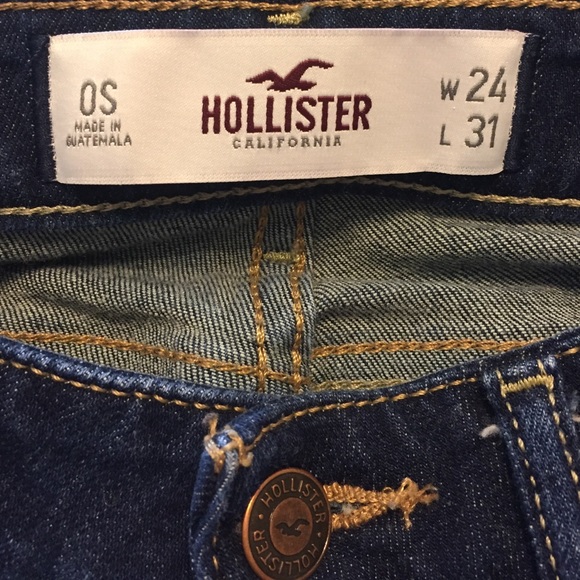 0S
MADE IN
GUATEMALA
HOLLISTER
CALIFORNIA
W 24
L 31
HOLLISTER
HOLLISTER